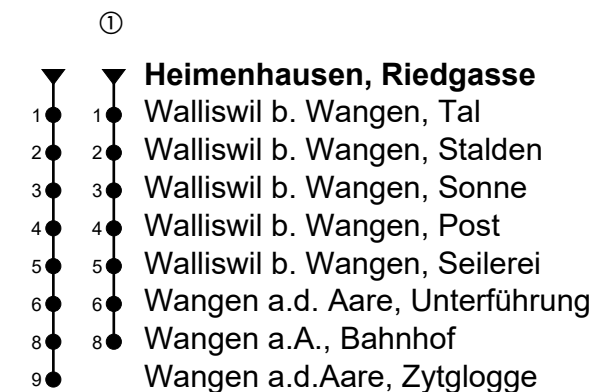 ①
Heimenhausen, Riedgasse
1 1 Walliswil b. Wangen, Tal
2 2 Walliswil b. Wangen, Stalden
3 3 Walliswil b. Wangen, Sonne
4 4 Walliswil b. Wangen, Post
5 5 Walliswil b. Wangen, Seilerei
6 6 Wangen a.d. Aare, Unterführung
8 8 Wangen a.A., Bahnhof
9 Wangen a.d.Aare, Zytglogge